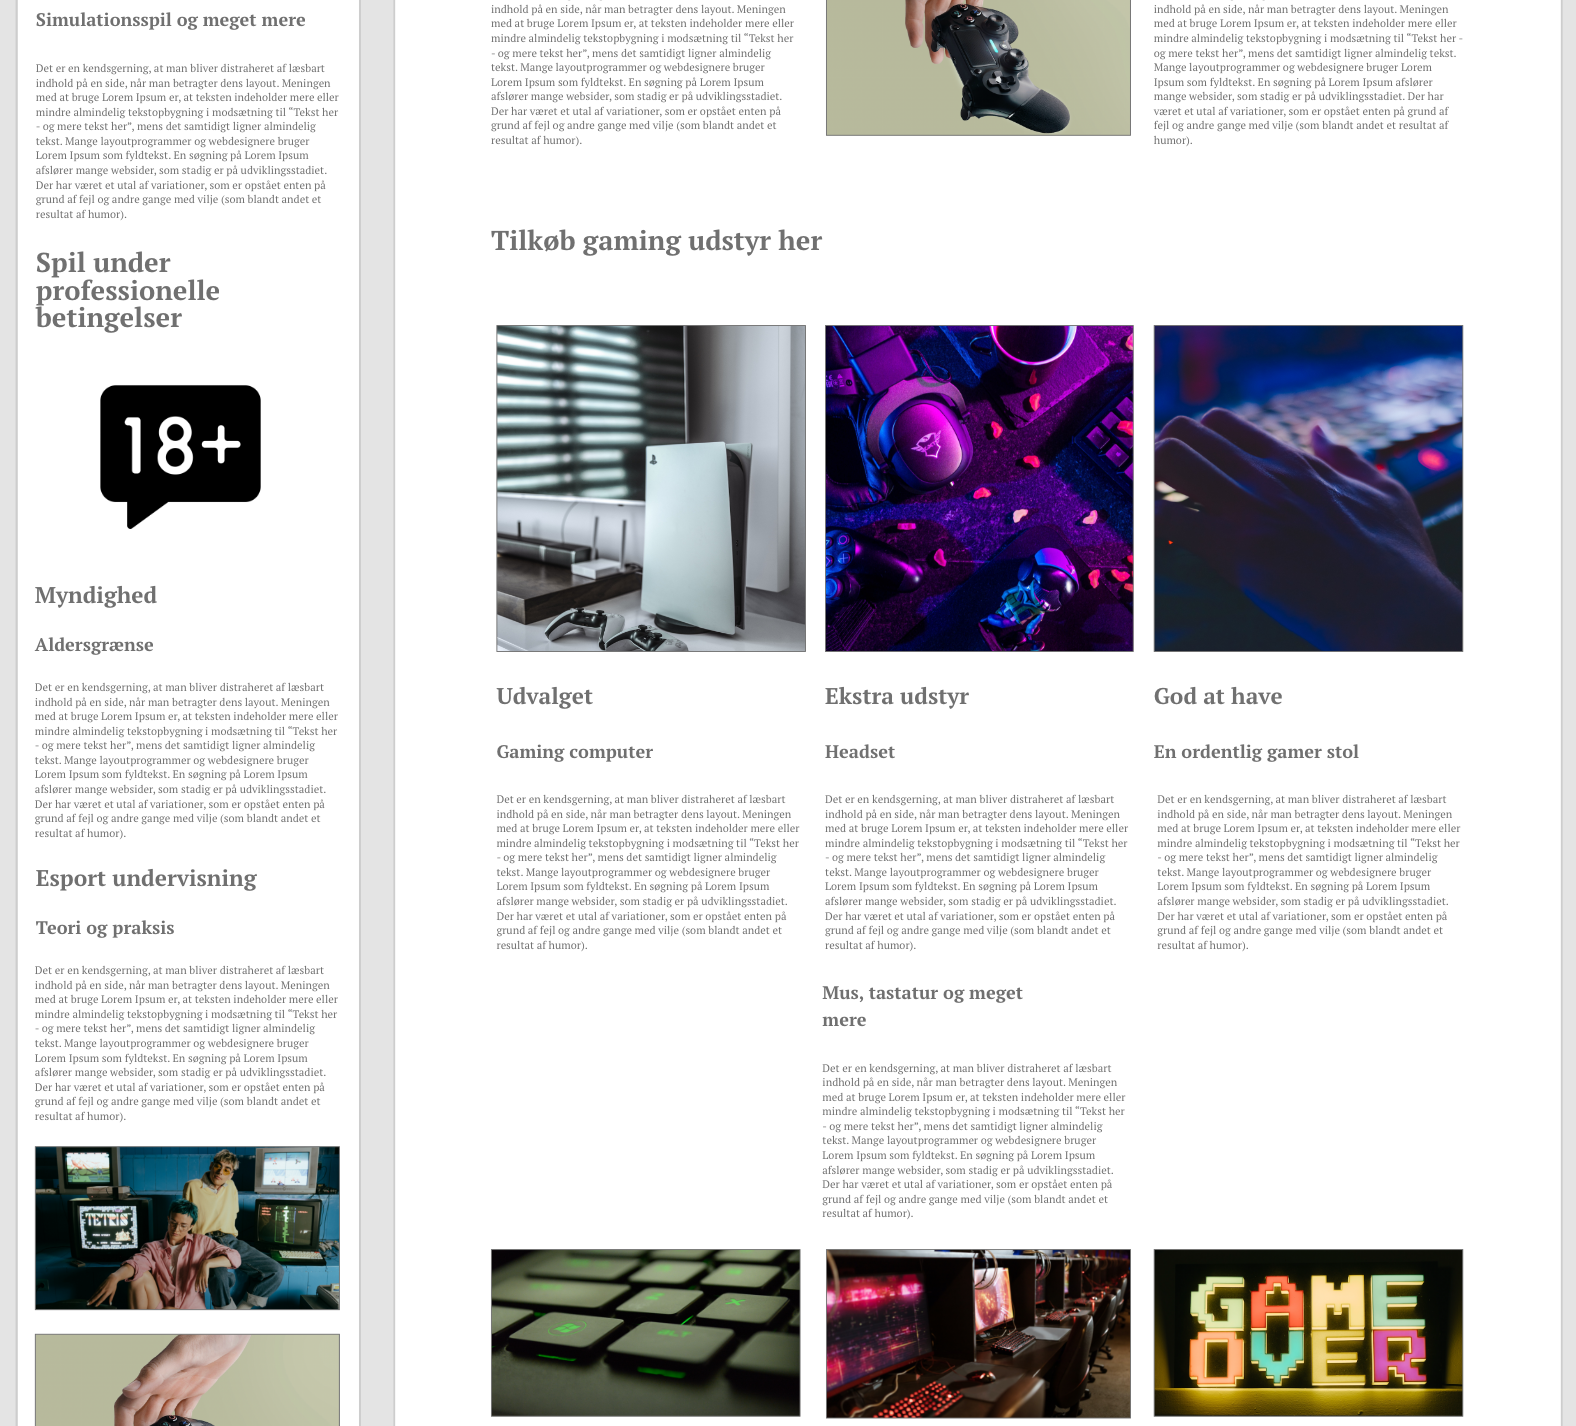 Simulationsspil og meget mere
Det er en kendsgerning, at man bliver distraheret af læsbart
indhold på en side, når man betragter dens layout. Meningen
med at bruge Lorem Ipsum er, at teksten indeholder mere eller
mindre almindelig tekstopbygning i modsætning til “Tekst her
- og mere tekst her”, mens det samtidigt ligner almindelig
tekst. Mange layoutprogrammer og webdesignere bruger
Lorem Ipsum som fyldtekst. En søgning på Lorem Ipsum
afslører mange websider, som stadig er på udviklingsstadiet.
Der har været et utal af variationer, som er opstået enten på
grund af fejl og andre gange med vilje (som blandt andet et
resultat af humor).
Spil under
professionelle
betingelser
18+
Myndighed
Aldersgrænse
Det er en kendsgerning, at man bliver distraheret af læsbart
indhold på en side, når man betragter dens layout. Meningen
med at bruge Lorem Ipsum er, at teksten indeholder mere eller
mindre almindelig tekstopbygning i modsætning til “Tekst her
- og mere tekst her”, mens det samtidigt ligner almindelig
tekst. Mange layoutprogrammer og webdesignere bruger
Lorem Ipsum som fyldtekst. En søgning på Lorem Ipsum
afslører mange websider, som stadig er på udviklingsstadiet.
Der har været et utal af variationer, som er opstået enten på
grund af fejl og andre gange med vilje (som blandt andet et
resultat af humor).
Esport undervisning
Teori og praksis
Det er en kendsgerning, at man bliver distraheret af læsbart
indhold på en side, når man betragter dens layout. Meningen
med at bruge Lorem Ipsum er, at teksten indeholder mere eller
mindre almindelig tekstopbygning i modsætning til “Tekst her
- og mere tekst her”, mens det samtidigt ligner almindelig
tekst. Mange layoutprogrammer og webdesignere bruger
Lorem Ipsum som fyldtekst. En søgning på Lorem Ipsum
afslører mange websider, som stadig er på udviklingsstadiet.
Der har været et utal af variationer, som er opstået enten på
grund af fejl og andre gange med vilje (som blandt andet et
resultat af humor).
TETRIS
indhold på en side, når man betragter dens layout. Meningen
med at bruge Lorem Ipsum er, at teksten indeholder mere eller
mindre almindelig tekstopbygning i modsætning til “Tekst her
- og mere tekst her”, mens det samtidigt ligner almindelig
tekst. Mange layoutprogrammer og webdesignere bruger
Lorem Ipsum som fyldtekst. En søgning på Lorem Ipsum
afslører mange websider, som stadig er på udviklingsstadiet.
Der har været et utal af variationer, som er opstået enten på
grund af fejl og andre gange med vilje (som blandt andet et
resultat af humor).
indhold på en side, når man betragter dens layout. Meningen
med at bruge Lorem Ipsum er, at teksten indeholder mere eller
mindre almindelig tekstopbygning i modsætning til “Tekst her -
og mere tekst her”, mens det samtidigt ligner almindelig tekst.
Mange layoutprogrammer og webdesignere bruger Lorem
Ipsum som fyldtekst. En søgning på Lorem Ipsum afslører
mange websider, som stadig er på udviklingsstadiet. Der har
været et utal af variationer, som er opstået enten på grund af
fejl og andre gange med vilje (som blandt andet et resultat af
humor).
Tilkøb gaming udstyr her
Udvalget
Gaming computer
Det er en kendsgerning, at man bliver distraheret af læsbart
indhold på en side, når man betragter dens layout. Meningen
med at bruge Lorem Ipsum er, at teksten indeholder mere eller
mindre almindelig tekstopbygning i modsætning til “Tekst her
- og mere tekst her”, mens det samtidigt ligner almindelig
tekst. Mange layoutprogrammer og webdesignere bruger
Lorem Ipsum som fyldtekst. En søgning på Lorem Ipsum
afslører mange websider, som stadig er på udviklingsstadiet.
Der har været et utal af variationer, som er opstået enten på
grund af fejl og andre gange med vilje (som blandt andet et
resultat af humor).
Ekstra udstyr
Headset
Det er en kendsgerning, at man bliver distraheret af læsbart
indhold på en side, når man betragter dens layout. Meningen
med at bruge Lorem Ipsum er, at teksten indeholder mere eller
mindre almindelig tekstopbygning i modsætning til “Tekst her
- og mere tekst her”, mens det samtidigt ligner almindelig
tekst. Mange layoutprogrammer og webdesignere bruger
Lorem Ipsum som fyldtekst. En søgning på Lorem Ipsum
afslører mange websider, som stadig er på udviklingsstadiet.
Der har været et utal af variationer, som er opstået enten på
grund af fejl og andre gange med vilje (som blandt andet et
resultat af humor).
Mus, tastatur og meget
mere
Det er en kendsgerning, at man bliver distraheret af læsbart
indhold på en side, når man betragter dens layout. Meningen
med at bruge Lorem Ipsum er, at teksten indeholder mere eller
mindre almindelig tekstopbygning i modsætning til “Tekst her
- og mere tekst her”, mens det samtidigt ligner almindelig
tekst. Mange layoutprogrammer og webdesignere bruger
Lorem Ipsum som fyldtekst. En søgning på Lorem Ipsum
afslører mange websider, som stadig er på udviklingsstadiet.
Der har været et utal af variationer, som er opstået enten på
grund af fejl og andre gange med vilje (som blandt andet et
resultat af humor).
God at have
En ordentlig gamer stol
Det er en kendsgerning, at man bliver distraheret af læsbart
indhold på en side, når man betragter dens layout. Meningen
med at bruge Lorem Ipsum er, at teksten indeholder mere eller
mindre almindelig tekstopbygning i modsætning til “Tekst her
- og mere tekst her”, mens det samtidigt ligner almindelig
tekst. Mange layoutprogrammer og webdesignere bruger
Lorem Ipsum som fyldtekst. En søgning på Lorem Ipsum
afslører mange websider, som stadig er på udviklingsstadiet.
Der har været et utal af variationer, som er opstået enten på
grund af fejl og andre gange med vilje (som blandt andet et
resultat af humor).
X
ALT
GAME
OVER